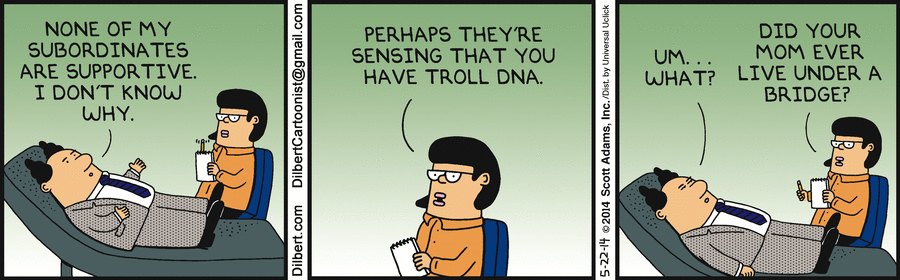 NONE OF MY
SUBORDINATES
ARE SUPPORTIVE.
I DON'T KNOW
WHY.
Dilbert.com DilbertCartoonist@gmail.com
PERHAPS THEY'RE
SENSING THAT YOU
HAVE TROLL DNA.
5-22-14 © 2014 Scott Adams, Inc. /Dist. by Universal Uclick
UM. . .
WHAT?
DID YOUR
MOM EVER
LIVE UNDER A
BRIDGE?